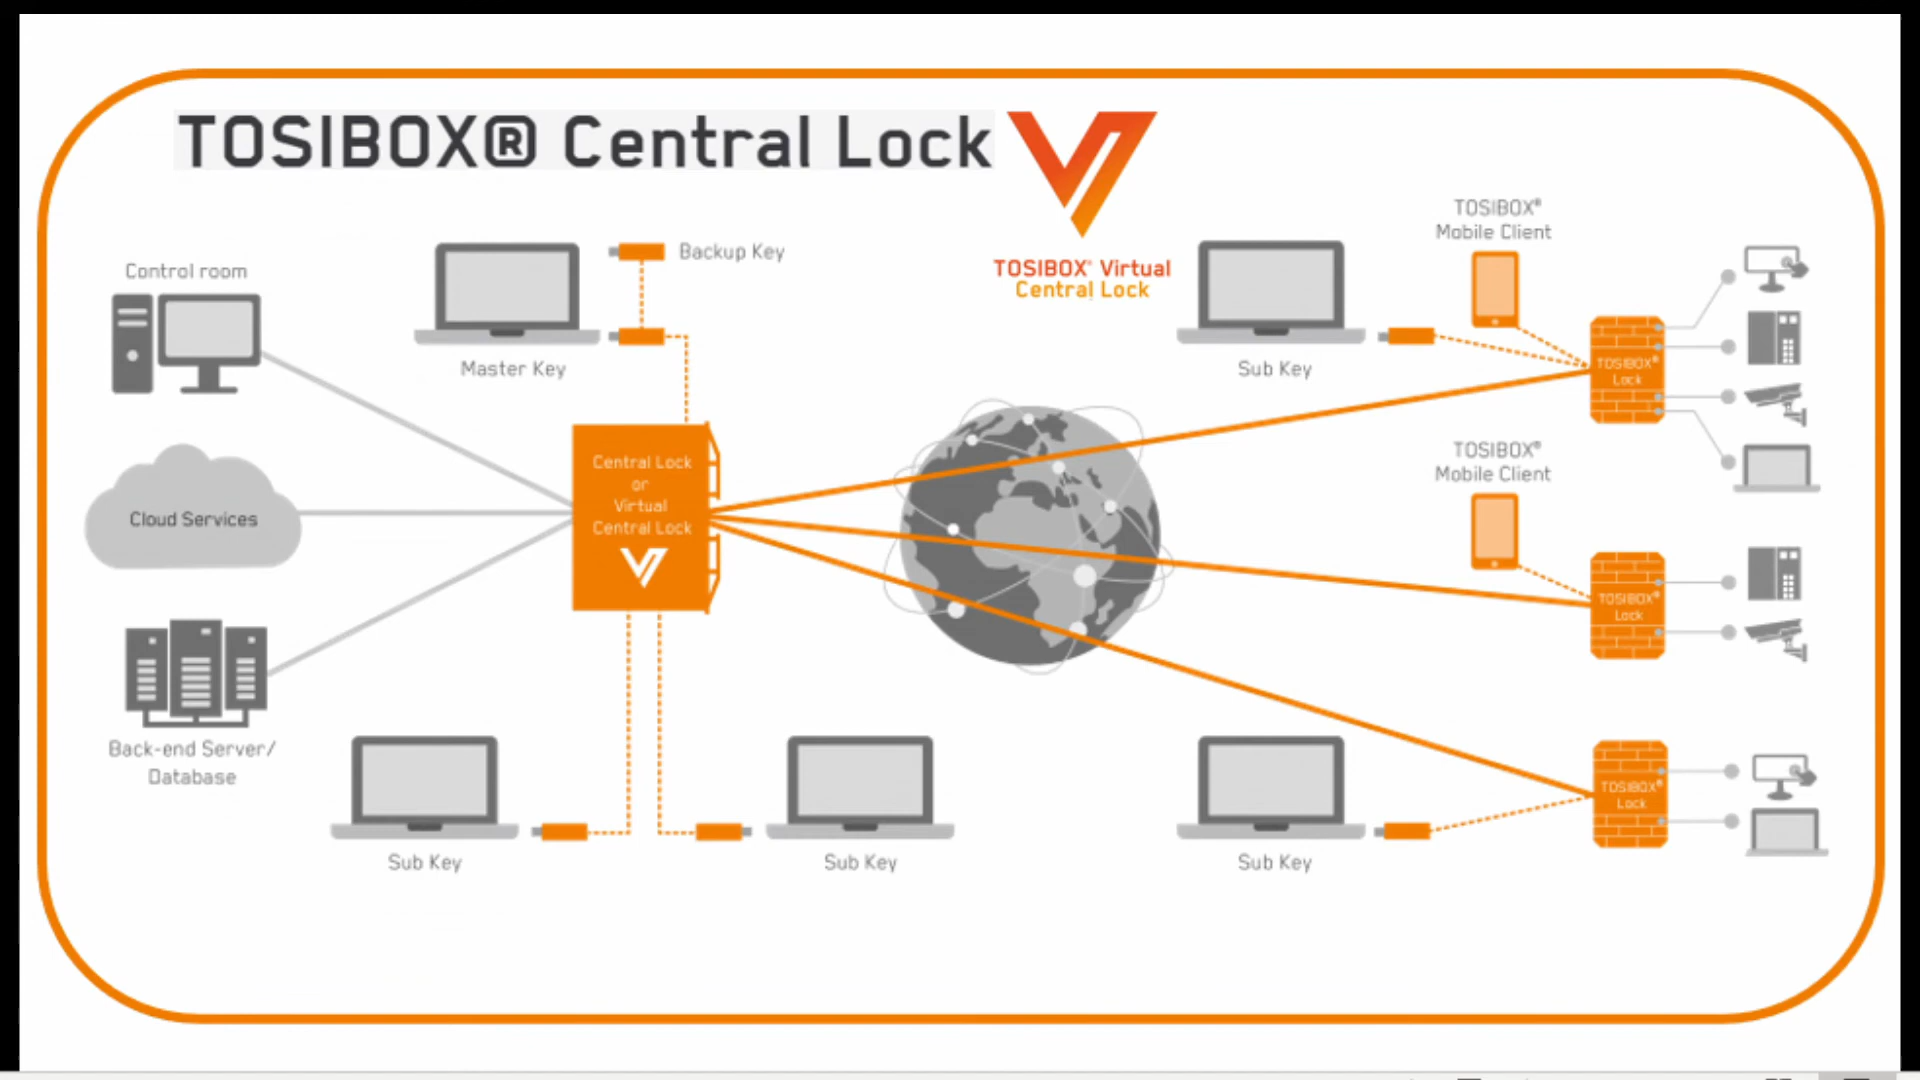 TOSIBOX® Central Lock
TOSIBOX® Virtual
Central Lock
Control room
Backup Key
Master Key
Cloud Services
Central Lock
or
Virtual
Central Lock
Back-end Server/
Database
Sub Key
Sub Key
Sub Key
TOSIBOX®
Mobile Client
TOSIBOX®
Lock
TOSIBOX®
Mobile Client
TOSIBOX®
Lock
Sub Key
TOSIBOX®
Lock